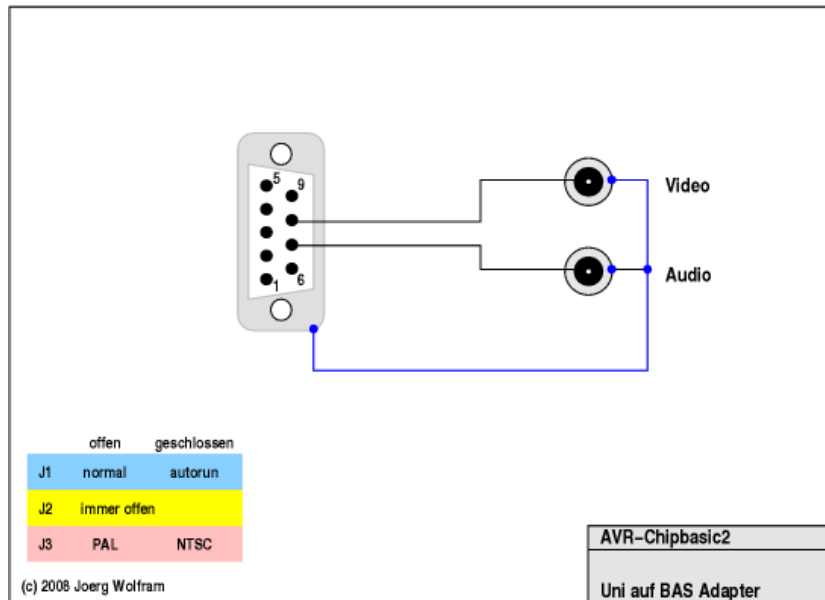 5
9
1
6
Video
Audio
offen geschlossen
J1 normal autorun
J2 immer offen
J3 PAL NTSC
(c) 2008 Joerg Wolfram
AVR-Chipbasic2
Uni auf BAS Adapter